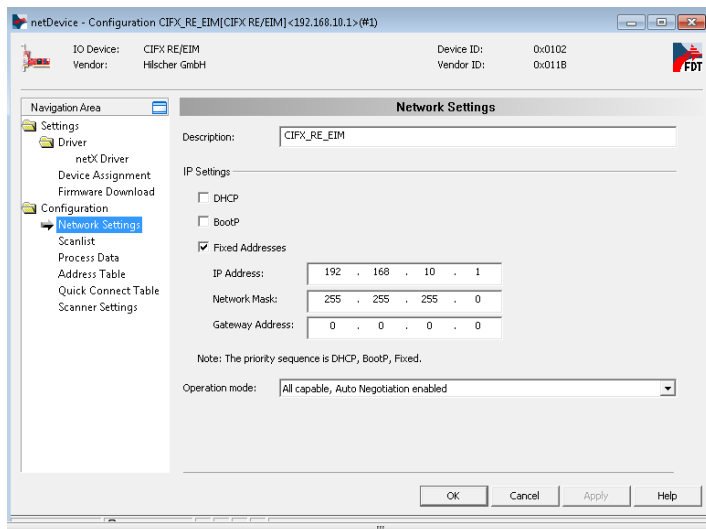 netDevice - Configuration CIFX_RE_EIM[CIFX RE/EIM]<192.168.10.1>(#1)
IO Device: CIFX RE/EIM Device ID: 0x0102
Vendor: Hilscher GmbH Vendor ID: 0x011B
FDT
Navigation Area
Settings
Driver
netX Driver
Device Assignment
Firmware Download
Configuration
Network Settings
Scanlist
Process Data
Address Table
Quick Connect Table
Scanner Settings
Network Settings
Description: CIFX_RE_EIM
IP Settings
DHCP
BootP
Fixed Addresses
IP Address: 192 . 168 . 10 . 1
Network Mask: 255 . 255 . 255 . 0
Gateway Address: 0 . 0 . 0 . 0
Note: The priority sequence is DHCP, BootP, Fixed.
Operation mode: All capable, Auto Negotiation enabled
OK Cancel Apply Help